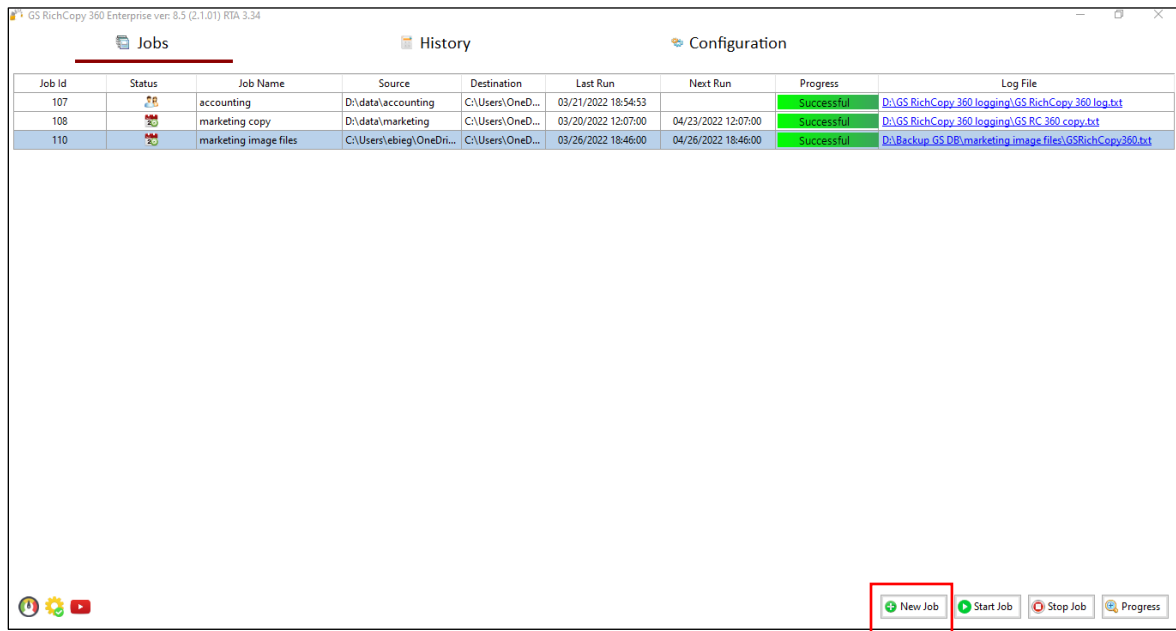 GS RichCopy 360 Enterprise ver: 8.5 (2.1.01) RTA 3.34
Jobs History Configuration
Job Id Status Job Name Source Destination Last Run Next Run Progress Log File
107 accounting D:\data\accounting C:\Users\OneD... 03/21/2022 18:54:53 Successful D:\GS RichCopy 360 logging\GS RichCopy 360 log.txt
108 marketing copy D:\data\marketing C:\Users\OneD... 03/20/2022 12:07:00 04/23/2022 12:07:00 Successful D:\GS RichCopy 360 logging\GS RC 360 copy.txt
110 marketing image files C:\Users\ebieg\OneDri... C:\Users\OneD... 03/26/2022 18:46:00 04/26/2022 18:46:00 Successful D:\Backup GS DB\marketing image files\GSRichCopy360.txt
New Job Start Job Stop Job Progress